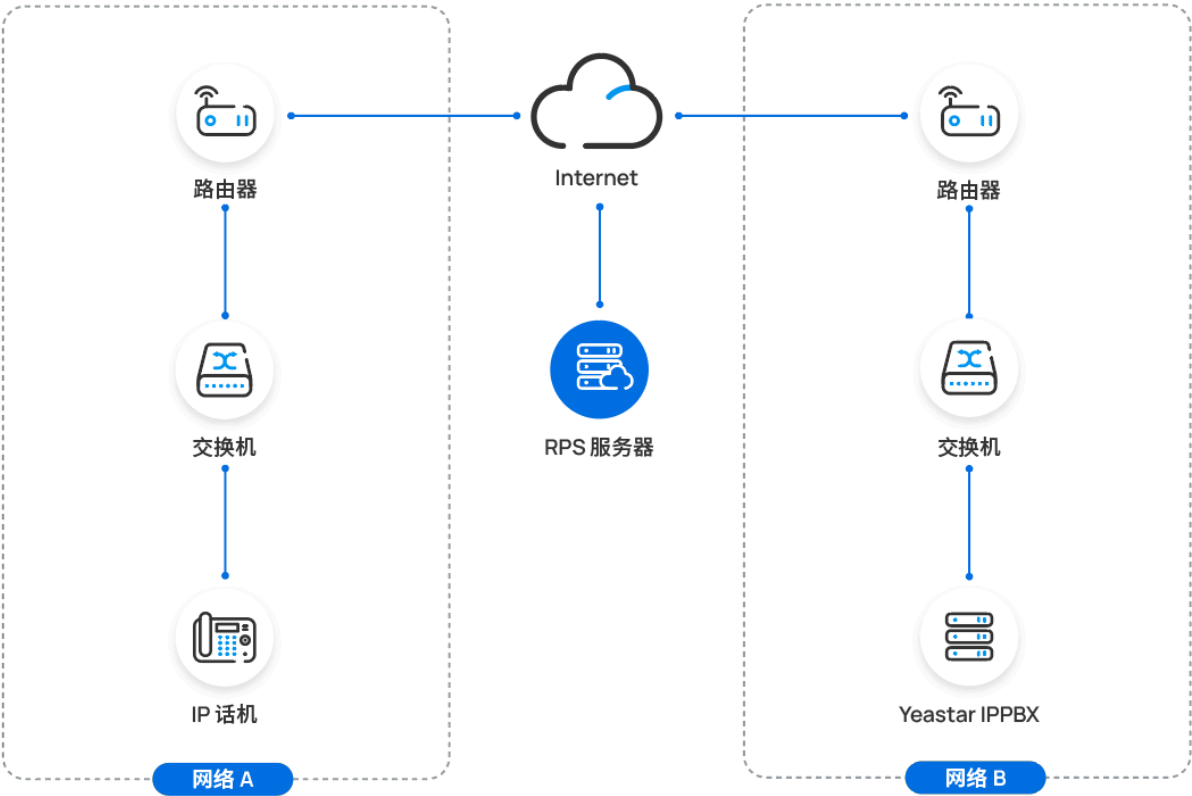 Internet
路由器
路由器
交换机
RPS 服务器
交换机
IP 话机
Yeastar IPPBX
网络 A
网络 B